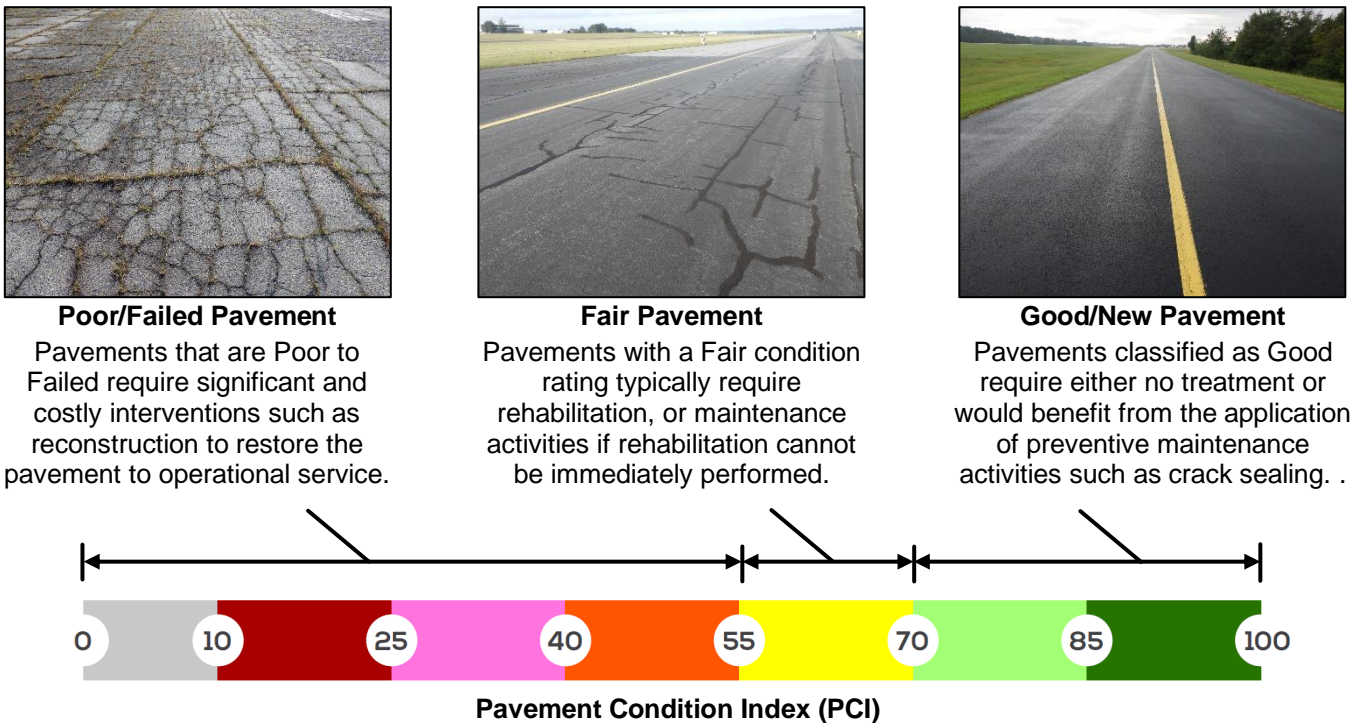 Poor/Failed Pavement
Pavements that are Poor to
Failed require significant and
costly interventions such as
reconstruction to restore the
pavement to operational service.
Fair Pavement
Pavements with a Fair condition
rating typically require
rehabilitation, or maintenance
activities if rehabilitation cannot
be immediately performed.
Good/New Pavement
Pavements classified as Good
require either no treatment or
would benefit from the application
of preventive maintenance
activities such as crack sealing. .
0 10 25 40 55 70 85 100
Pavement Condition Index (PCI)